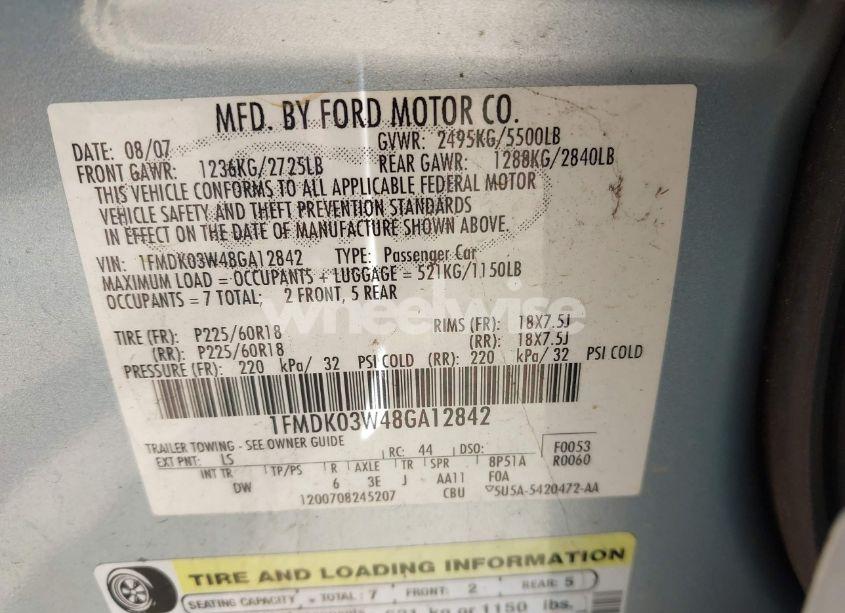 MFD. BY FORD MOTOR CO.
DATE: 08/07 GVWR: 2495KG/5500LB
FRONT GAWR: 1236KG/2725LB REAR GAWR: 1288KG/2840LB
THIS VEHICLE CONFORMS TO ALL APPLICABLE FEDERAL MOTOR
VEHICLE SAFETY AND THEFT PREVENTION STANDARDS
IN EFFECT ON THE DATE OF MANUFACTURE SHOWN ABOVE.
VIN: 1FMDK03W48GA12842 TYPE: Passenger Car
MAXIMUM LOAD = OCCUPANTS + LUGGAGE = 521KG/1150LB
OCCUPANTS = 7 TOTAL; 2 FRONT, 5 REAR
wheelwise
TIRE (FR): P225/60R18 RIMS (FR): 18X7.5J
(RR): P225/60R18 (RR): 18X7.5J
PRESSURE (FR): 220 kPa/ 32 PSI COLD (RR): 220 kPa/ 32 PSI COLD
1FMDK03W48GA12842
TRAILER TOWING - SEE OWNER GUIDE
EXT PNT: LS RC: 44 DSO: F0053
INT TR TP/PS R AXLE TR SPR 8P51A R0060
DW 6 3E J AA11 F0A
1200708245207 CBU 5U5A-5420472-AA
TIRE AND LOADING INFORMATION
SEATING CAPACITY = TOTAL: 7 FRONT: 2 REAR: 5
or 1150 lbs.